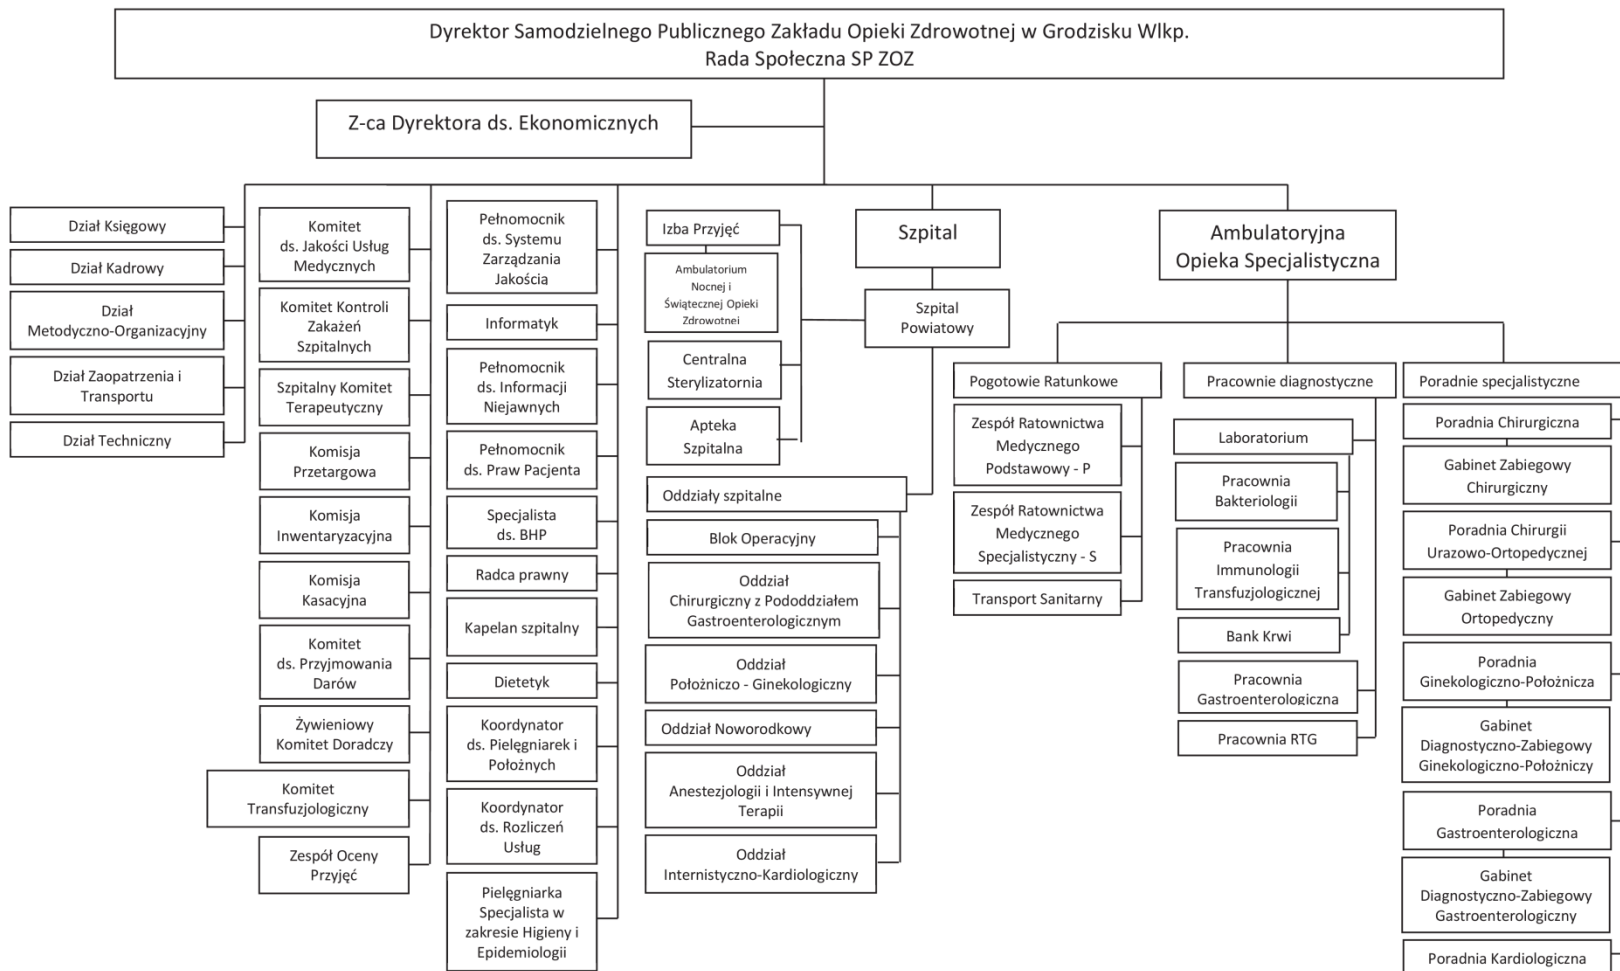 Dyrektor Samodzielnego Publicznego Zakładu Opieki Zdrowotnej w Grodzisku Wlkp.
Rada Społeczna SP ZOZ
Z-ca Dyrektora ds. Ekonomicznych
Dział Księgowy
Dział Kadrowy
Dział
Metodyczno-Organizacyjny
Dział Zaopatrzenia i
Transportu
Dział Techniczny
Komitet
ds. Jakości Usług
Medycznych
Komitet Kontroli
Zakażeń
Szpitalnych
Szpitalny Komitet
Terapeutyczny
Komisja
Przetargowa
Komisja
Inwentaryzacyjna
Komisja
Kasacyjna
Komitet
ds. Przyjmowania
Darów
Żywieniowy
Komitet Doradczy
Komitet
Transfuzjologiczny
Zespół Oceny
Przyjęć
Pełnomocnik
ds. Systemu
Zarządzania
Jakością
Informatyk
Pełnomocnik
ds. Informacji
Niejawnych
Pełnomocnik
ds. Praw Pacjenta
Specjalista
ds. BHP
Radca prawny
Kapelan szpitalny
Dietetyk
Koordynator
ds. Pielęgniarek i
Położnych
Koordynator
ds. Rozliczeń
Usług
Pielęgniarka
Specjalista w
zakresie Higieny i
Epidemiologii
Szpital
Szpital
Powiatowy
Izba Przyjęć
Ambulatorium
Nocnej i
Świątecznej Opieki
Zdrowotnej
Centralna
Sterylizatornia
Apteka
Szpitalna
Oddziały szpitalne
Blok Operacyjny
Oddział
Chirurgiczny z Pododdziałem
Gastroenterologicznym
Oddział
Położniczo - Ginekologiczny
Oddział Noworodkowy
Oddział
Anestezjologii i Intensywnej
Terapii
Oddział
Internistyczno-Kardiologiczny
Ambulatoryjna
Opieka Specjalistyczna
Pogotowie Ratunkowe
Zespół Ratownictwa
Medycznego
Podstawowy - P
Zespół Ratownictwa
Medycznego
Specjalistyczny - S
Transport Sanitarny
Pracownie diagnostyczne
Laboratorium
Pracownia
Bakteriologii
Pracownia
Immunologii
Transfuzjologicznej
Bank Krwi
Pracownia
Gastroenterologiczna
Pracownia RTG
Poradnie specjalistyczne
Poradnia Chirurgiczna
Gabinet Zabiegowy
Chirurgiczny
Poradnia Chirurgii
Urazowo-Ortopedycznej
Gabinet Zabiegowy
Ortopedyczny
Poradnia
Ginekologiczno-Położnicza
Gabinet
Diagnostyczno-Zabiegowy
Ginekologiczno-Położniczy
Poradnia
Gastroenterologiczna
Gabinet
Diagnostyczno-Zabiegowy
Gastroenterologiczny
Poradnia Kardiologiczna